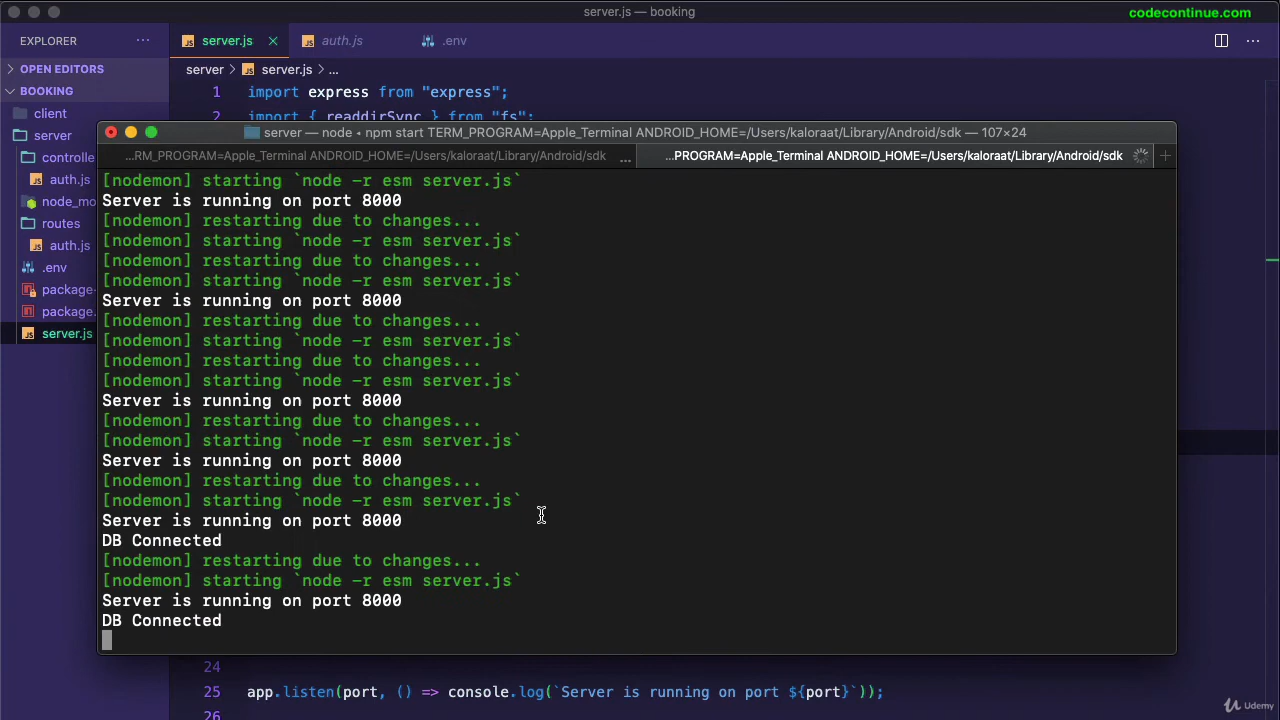 server.js — booking
codecontinue.com
EXPLORER
server.js
auth.js
.env
OPEN EDITORS
server
server.js
...
BOOKING
1 import express from "express";
client
2 import { readdirSync } from "fs";
server
server — node ◂ npm start TERM_PROGRAM=Apple_Terminal ANDROID_HOME=/Users/kaloraat/Library/Android/sdk — 107×24
controlle
...RM_PROGRAM=Apple_Terminal ANDROID_HOME=/Users/kaloraat/Library/Android/sdk ...
...PROGRAM=Apple_Terminal ANDROID_HOME=/Users/kaloraat/Library/Android/sdk
auth.js
node_mo
routes
auth.js
.env
package-
package.
server.js
[nodemon] starting `node -r esm server.js`
Server is running on port 8000
[nodemon] restarting due to changes...
[nodemon] starting `node -r esm server.js`
[nodemon] restarting due to changes...
[nodemon] starting `node -r esm server.js`
Server is running on port 8000
[nodemon] restarting due to changes...
[nodemon] starting `node -r esm server.js`
[nodemon] restarting due to changes...
[nodemon] starting `node -r esm server.js`
Server is running on port 8000
[nodemon] restarting due to changes...
[nodemon] starting `node -r esm server.js`
Server is running on port 8000
[nodemon] restarting due to changes...
[nodemon] starting `node -r esm server.js`
Server is running on port 8000
DB Connected
[nodemon] restarting due to changes...
[nodemon] starting `node -r esm server.js`
Server is running on port 8000
DB Connected
24
25 app.listen(port, () => console.log(`Server is running on port ${port}`));
26
Udemy